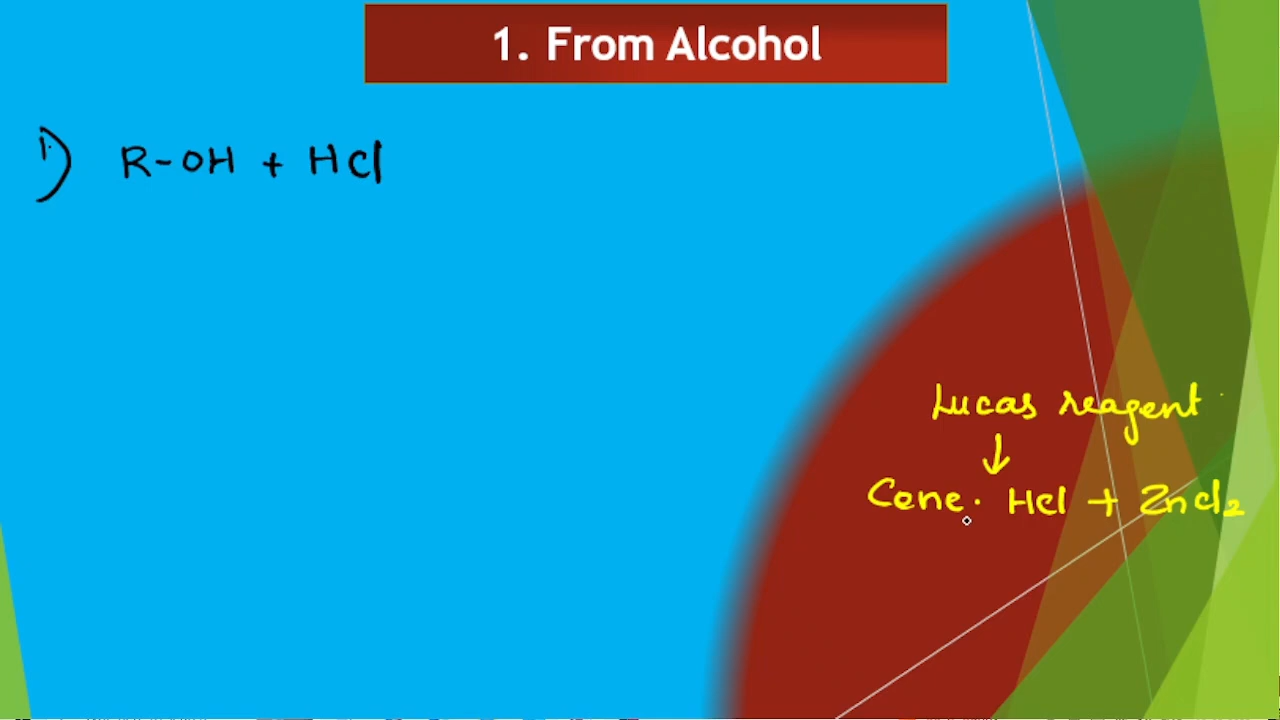 1. From Alcohol
1) R-OH + HCl
Lucas reagent
↓
Conc. HCl + ZnCl₂